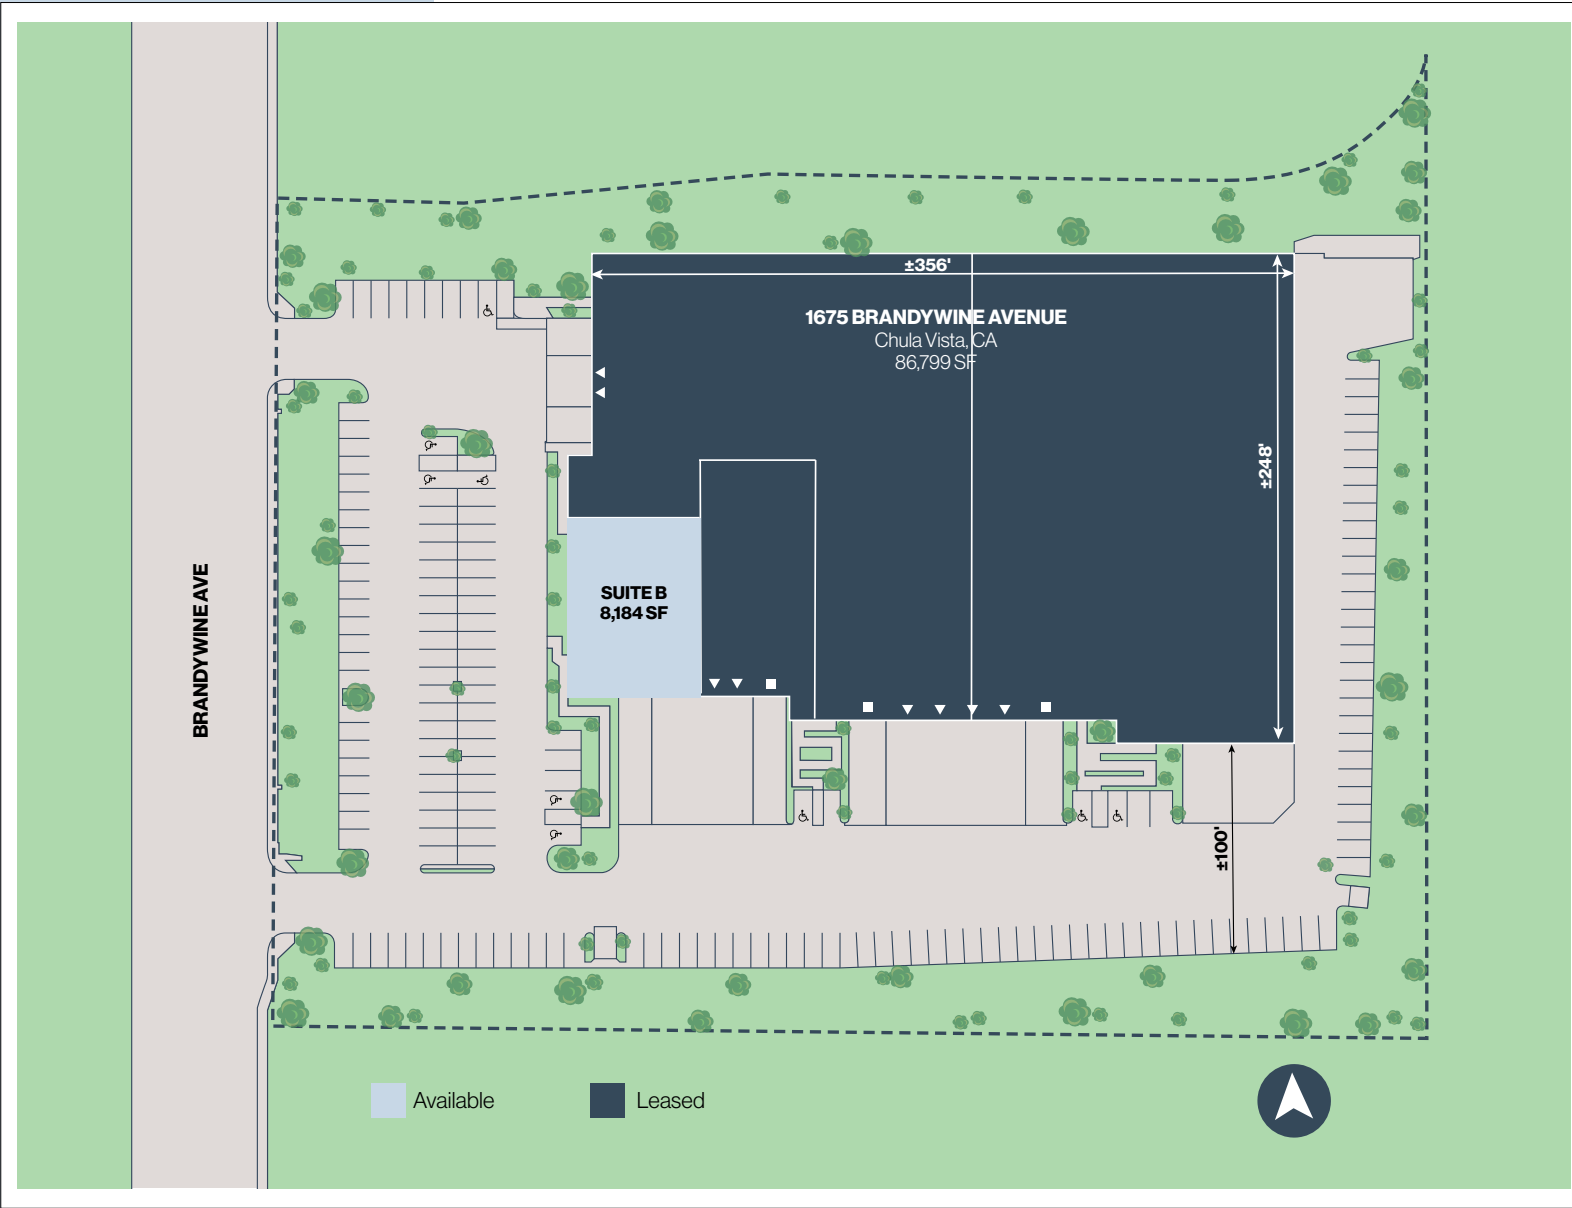 ±356'
1675 BRANDYWINE AVENUE
Chula Vista, CA
86,799 SF
±248'
SUITE B
8,184 SF
BRANDYWINE AVE
±100'
Available
Leased